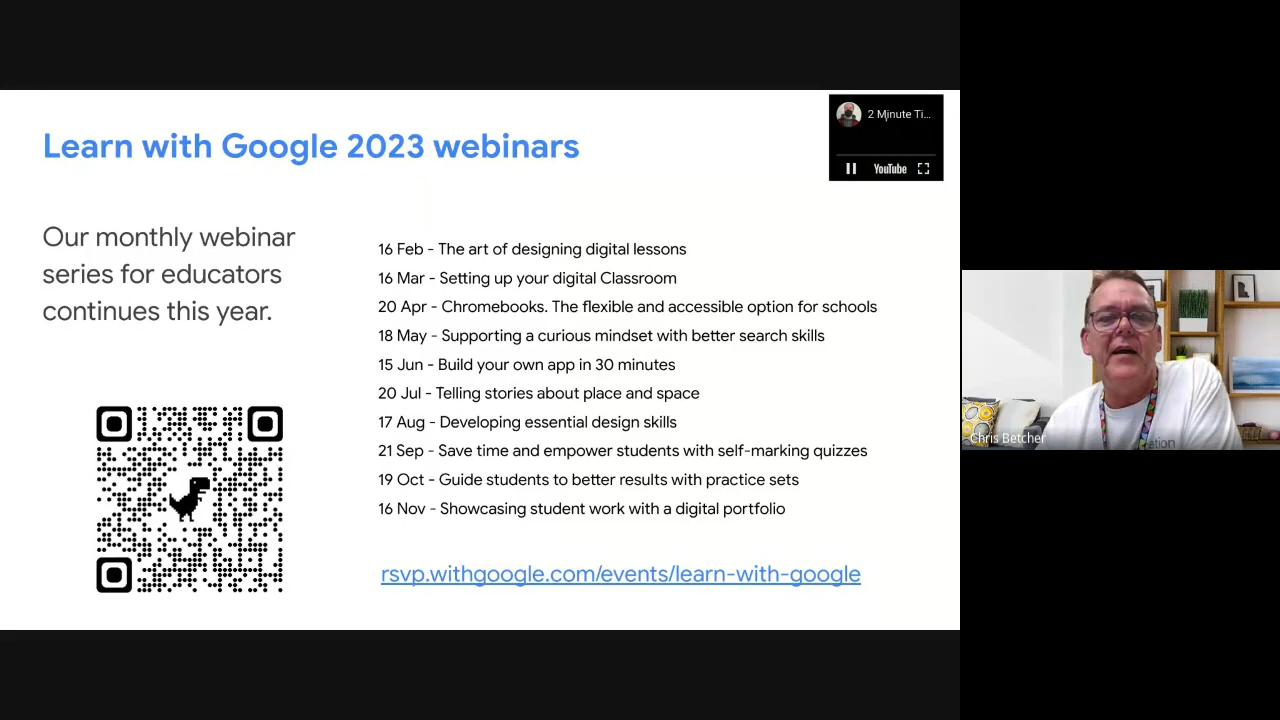 Learn with Google 2023 webinars
2 Minute Ti...
YouTube
Our monthly webinar
series for educators
continues this year.
16 Feb - The art of designing digital lessons
16 Mar - Setting up your digital Classroom
20 Apr - Chromebooks. The flexible and accessible option for schools
18 May - Supporting a curious mindset with better search skills
15 Jun - Build your own app in 30 minutes
20 Jul - Telling stories about place and space
17 Aug - Developing essential design skills
21 Sep - Save time and empower students with self-marking quizzes
19 Oct - Guide students to better results with practice sets
16 Nov - Showcasing student work with a digital portfolio
rsvp.withgoogle.com/events/learn-with-google
Chris Betcher